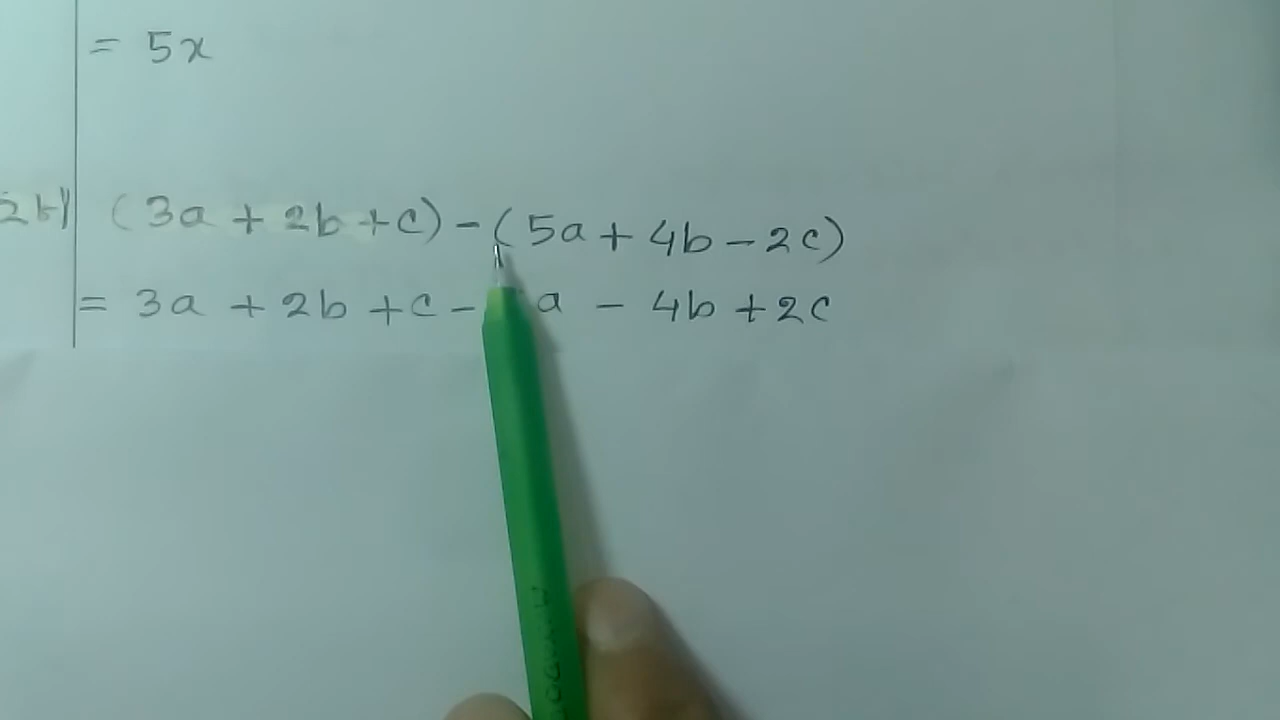 = 5x
2b) (3a + 2b + c) - (5a + 4b - 2c)
= 3a + 2b + c - a - 4b + 2c